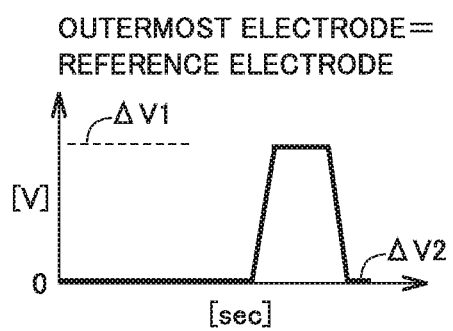 OUTERMOST ELECTRODE=
REFERENCE ELECTRODE
ΔV1
[V]
ΔV2
0
[sec]